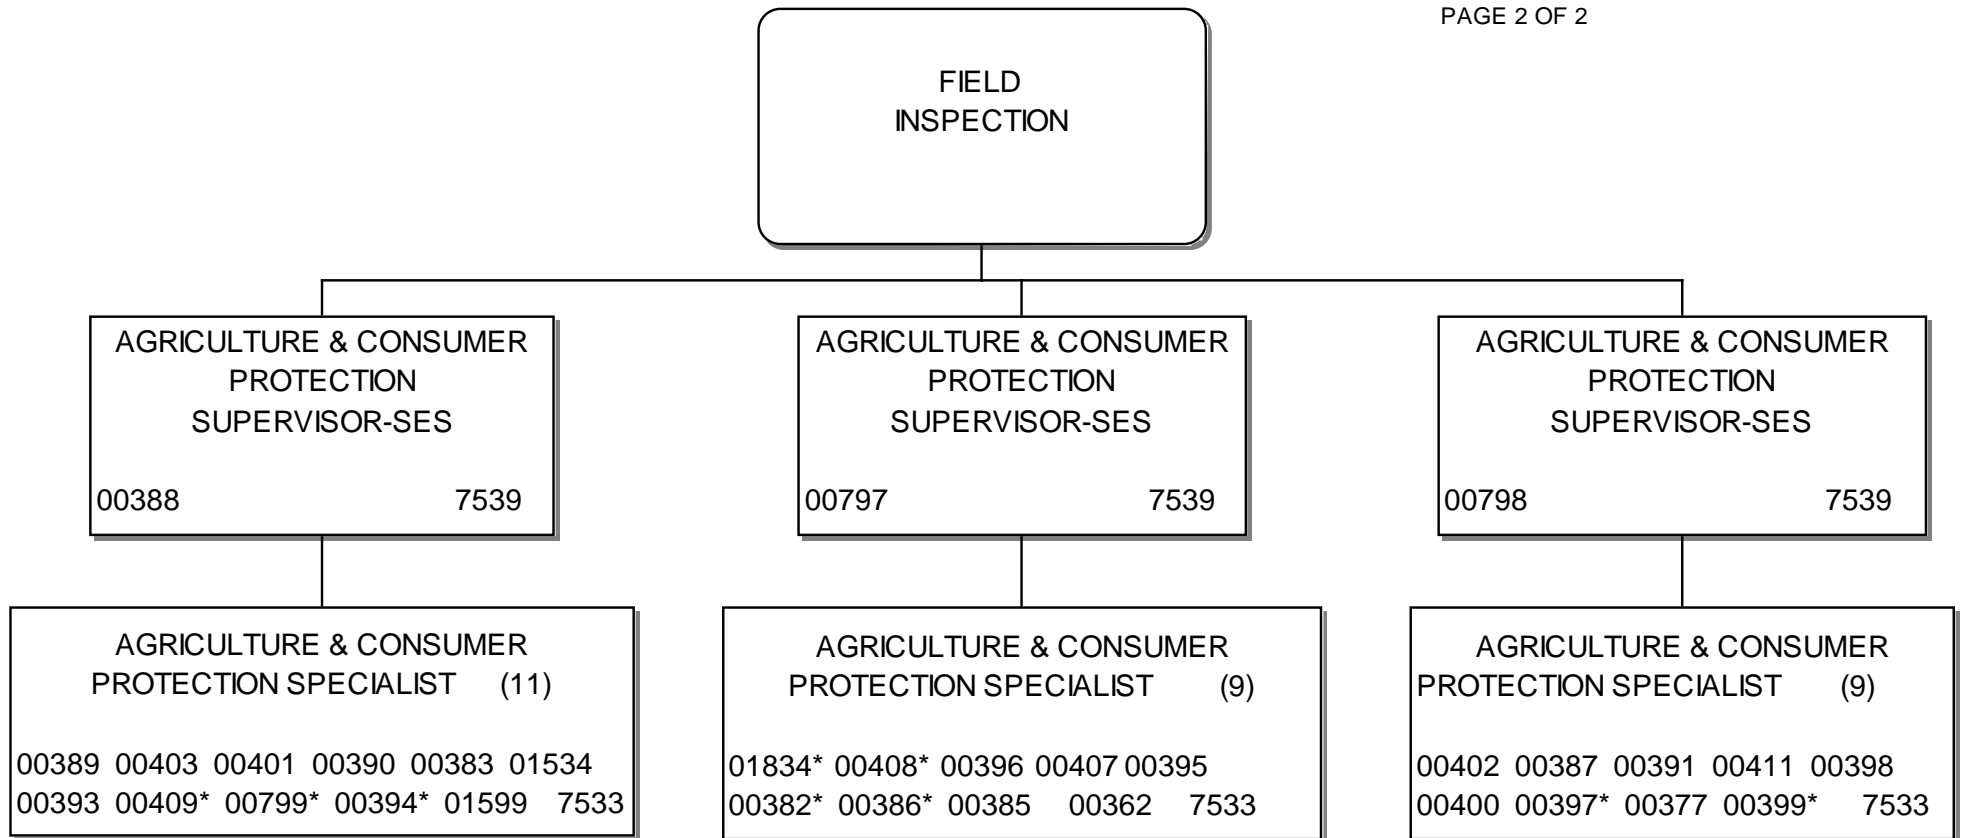 PAGE 2 OF 2
FIELD
INSPECTION
AGRICULTURE & CONSUMER
PROTECTION
SUPERVISOR-SES
00388 7539
AGRICULTURE & CONSUMER
PROTECTION
SUPERVISOR-SES
00797 7539
AGRICULTURE & CONSUMER
PROTECTION
SUPERVISOR-SES
00798 7539
AGRICULTURE & CONSUMER
PROTECTION SPECIALIST (11)
00389 00403 00401 00390 00383 01534
00393 00409* 00799* 00394* 01599 7533
AGRICULTURE & CONSUMER
PROTECTION SPECIALIST (9)
01834* 00408* 00396 00407 00395
00382* 00386* 00385 00362 7533
AGRICULTURE & CONSUMER
PROTECTION SPECIALIST (9)
00402 00387 00391 00411 00398
00400 00397* 00377 00399* 7533